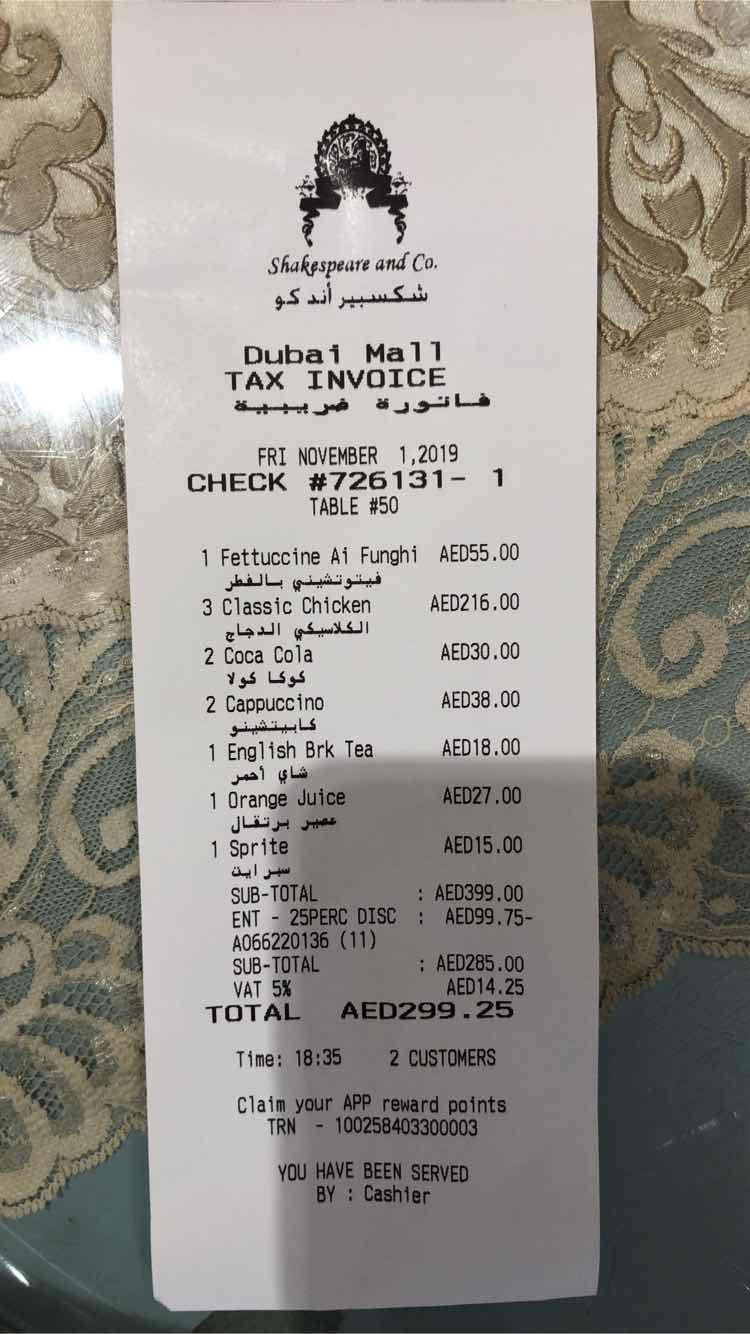 Shakespeare and Co.
شكسبير أند كو
Dubai Mall
TAX INVOICE
فاتورة ضريبية
FRI NOVEMBER 1,2019
CHECK #726131- 1
TABLE #50
1 Fettuccine Ai Funghi AED55.00
فيتوتشيني بالفطر
3 Classic Chicken AED216.00
الكلاسيكي الدجاج
2 Coca Cola AED30.00
كوكا كولا
2 Cappuccino AED38.00
كابيتشينو
1 English Brk Tea AED18.00
شاي أحمر
1 Orange Juice AED27.00
عصير برتقال
1 Sprite AED15.00
سبرايت
SUB-TOTAL : AED399.00
ENT - 25PERC DISC : AED99.75-
A066220136 (11)
SUB-TOTAL : AED285.00
VAT 5% AED14.25
TOTAL AED299.25
Time: 18:35 2 CUSTOMERS
Claim your APP reward points
TRN - 100258403300003
YOU HAVE BEEN SERVED
BY : Cashier